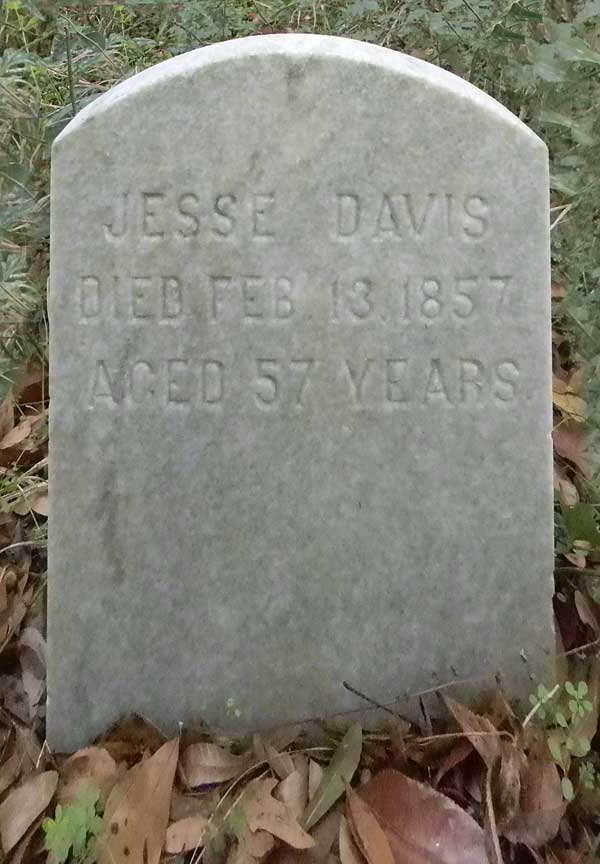 JESSE DAVIS
DIED FEB. 13, 1857
AGED 57 YEARS.